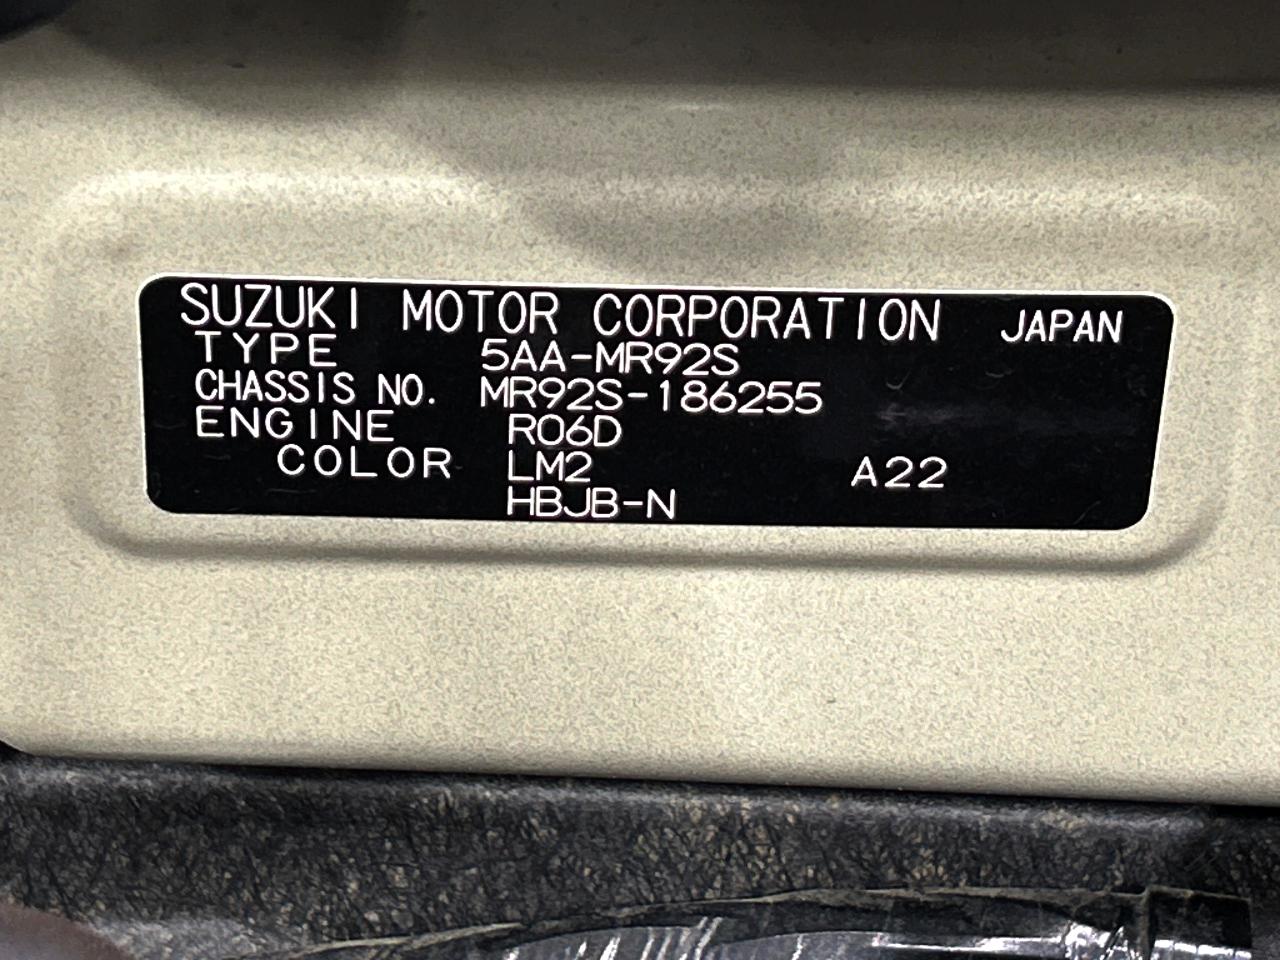 SUZUKI MOTOR CORPORATION JAPAN
TYPE 5AA-MR92S
CHASSIS NO. MR92S-186255
ENGINE R06D
COLOR LM2 A22
HBJB-N